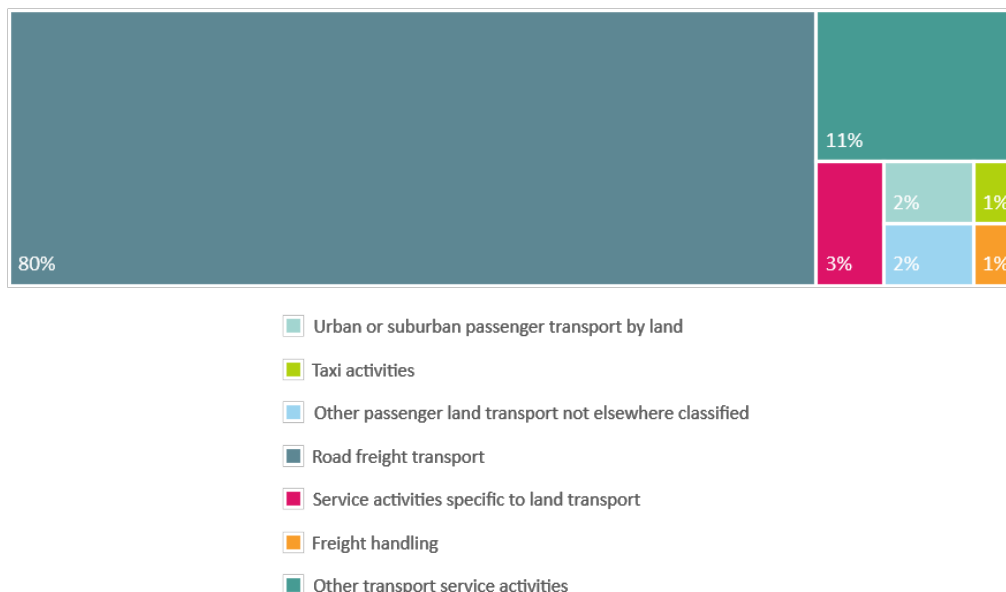 11%
2%
1%
80%
3%
2%
1%
Urban or suburban passenger transport by land
Taxi activities
Other passenger land transport not elsewhere classified
Road freight transport
Service activities specific to land transport
Freight handling
Other transport service activities